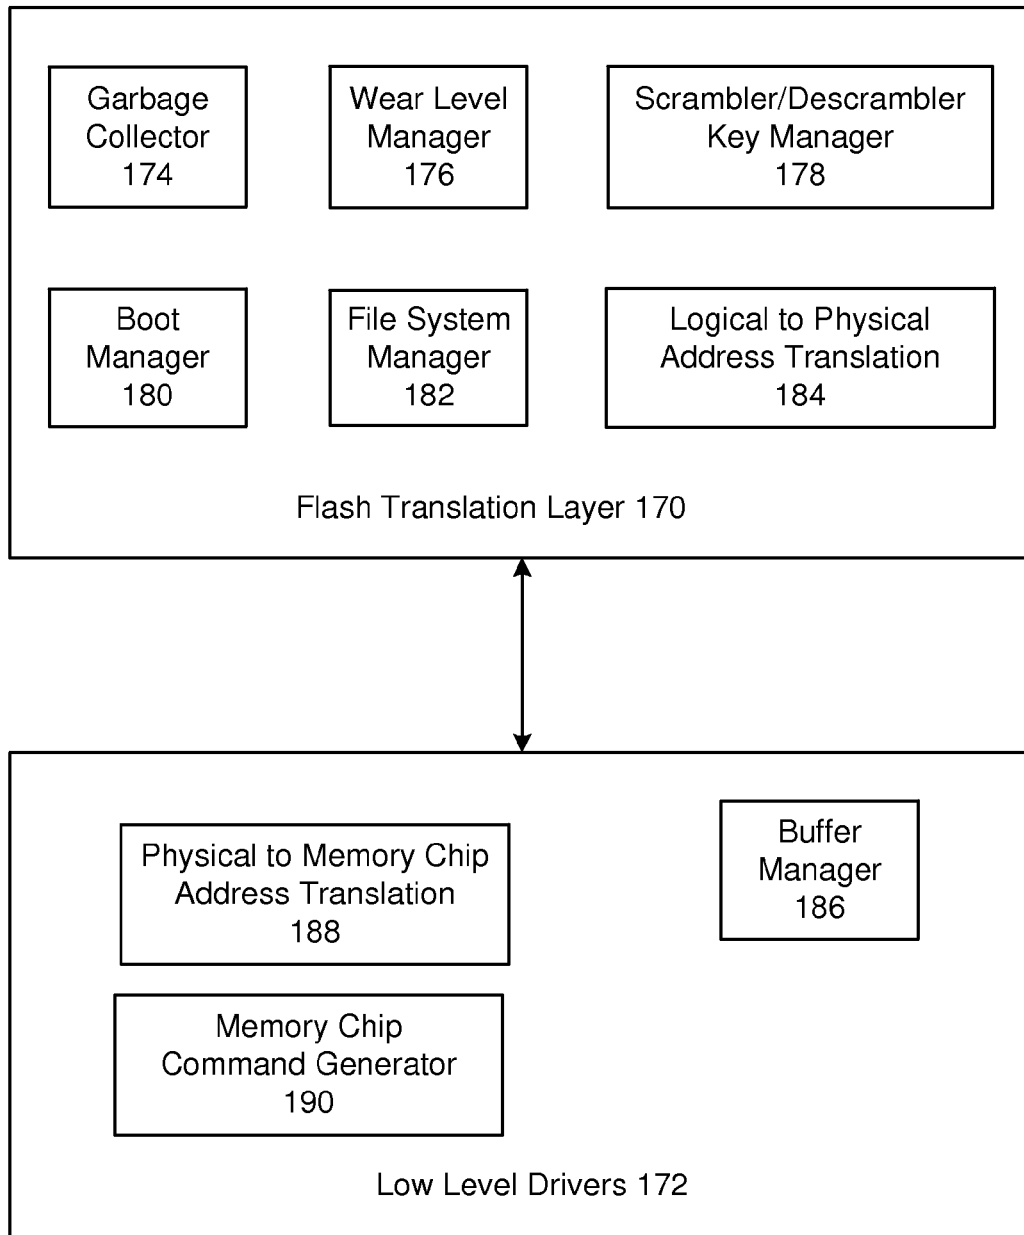 Garbage
Collector
174
Wear Level
Manager
176
Scrambler/Descrambler
Key Manager
178
Boot
Manager
180
File System
Manager
182
Logical to Physical
Address Translation
184
Flash Translation Layer 170
Physical to Memory Chip
Address Translation
188
Buffer
Manager
186
Memory Chip
Command Generator
190
Low Level Drivers 172